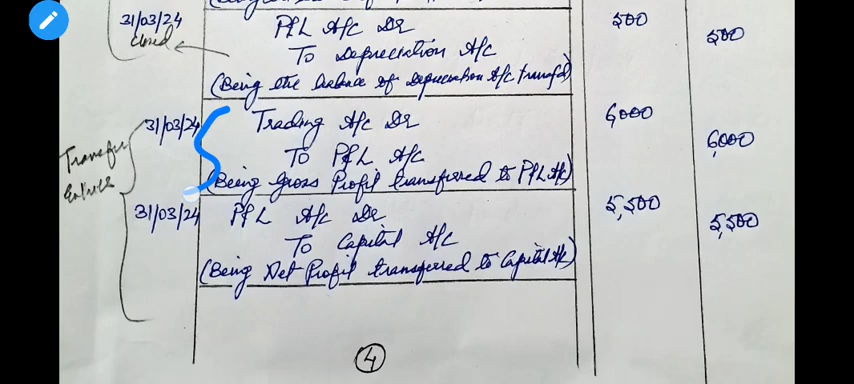 31/03/24 P&L A/c Dr 500
closed To Depreciation A/c 500
(Being the balance of Depreciation A/c transfd)
31/03/24 Trading A/c Dr 6000
Transfer Entries
To P&L A/c 6,000
(Being Gross Profit transferred to P&L A/c)
31/03/24 P&L A/c Dr 5,500
To Capital A/c 5,500
(Being Net Profit transferred to Capital A/c)
4